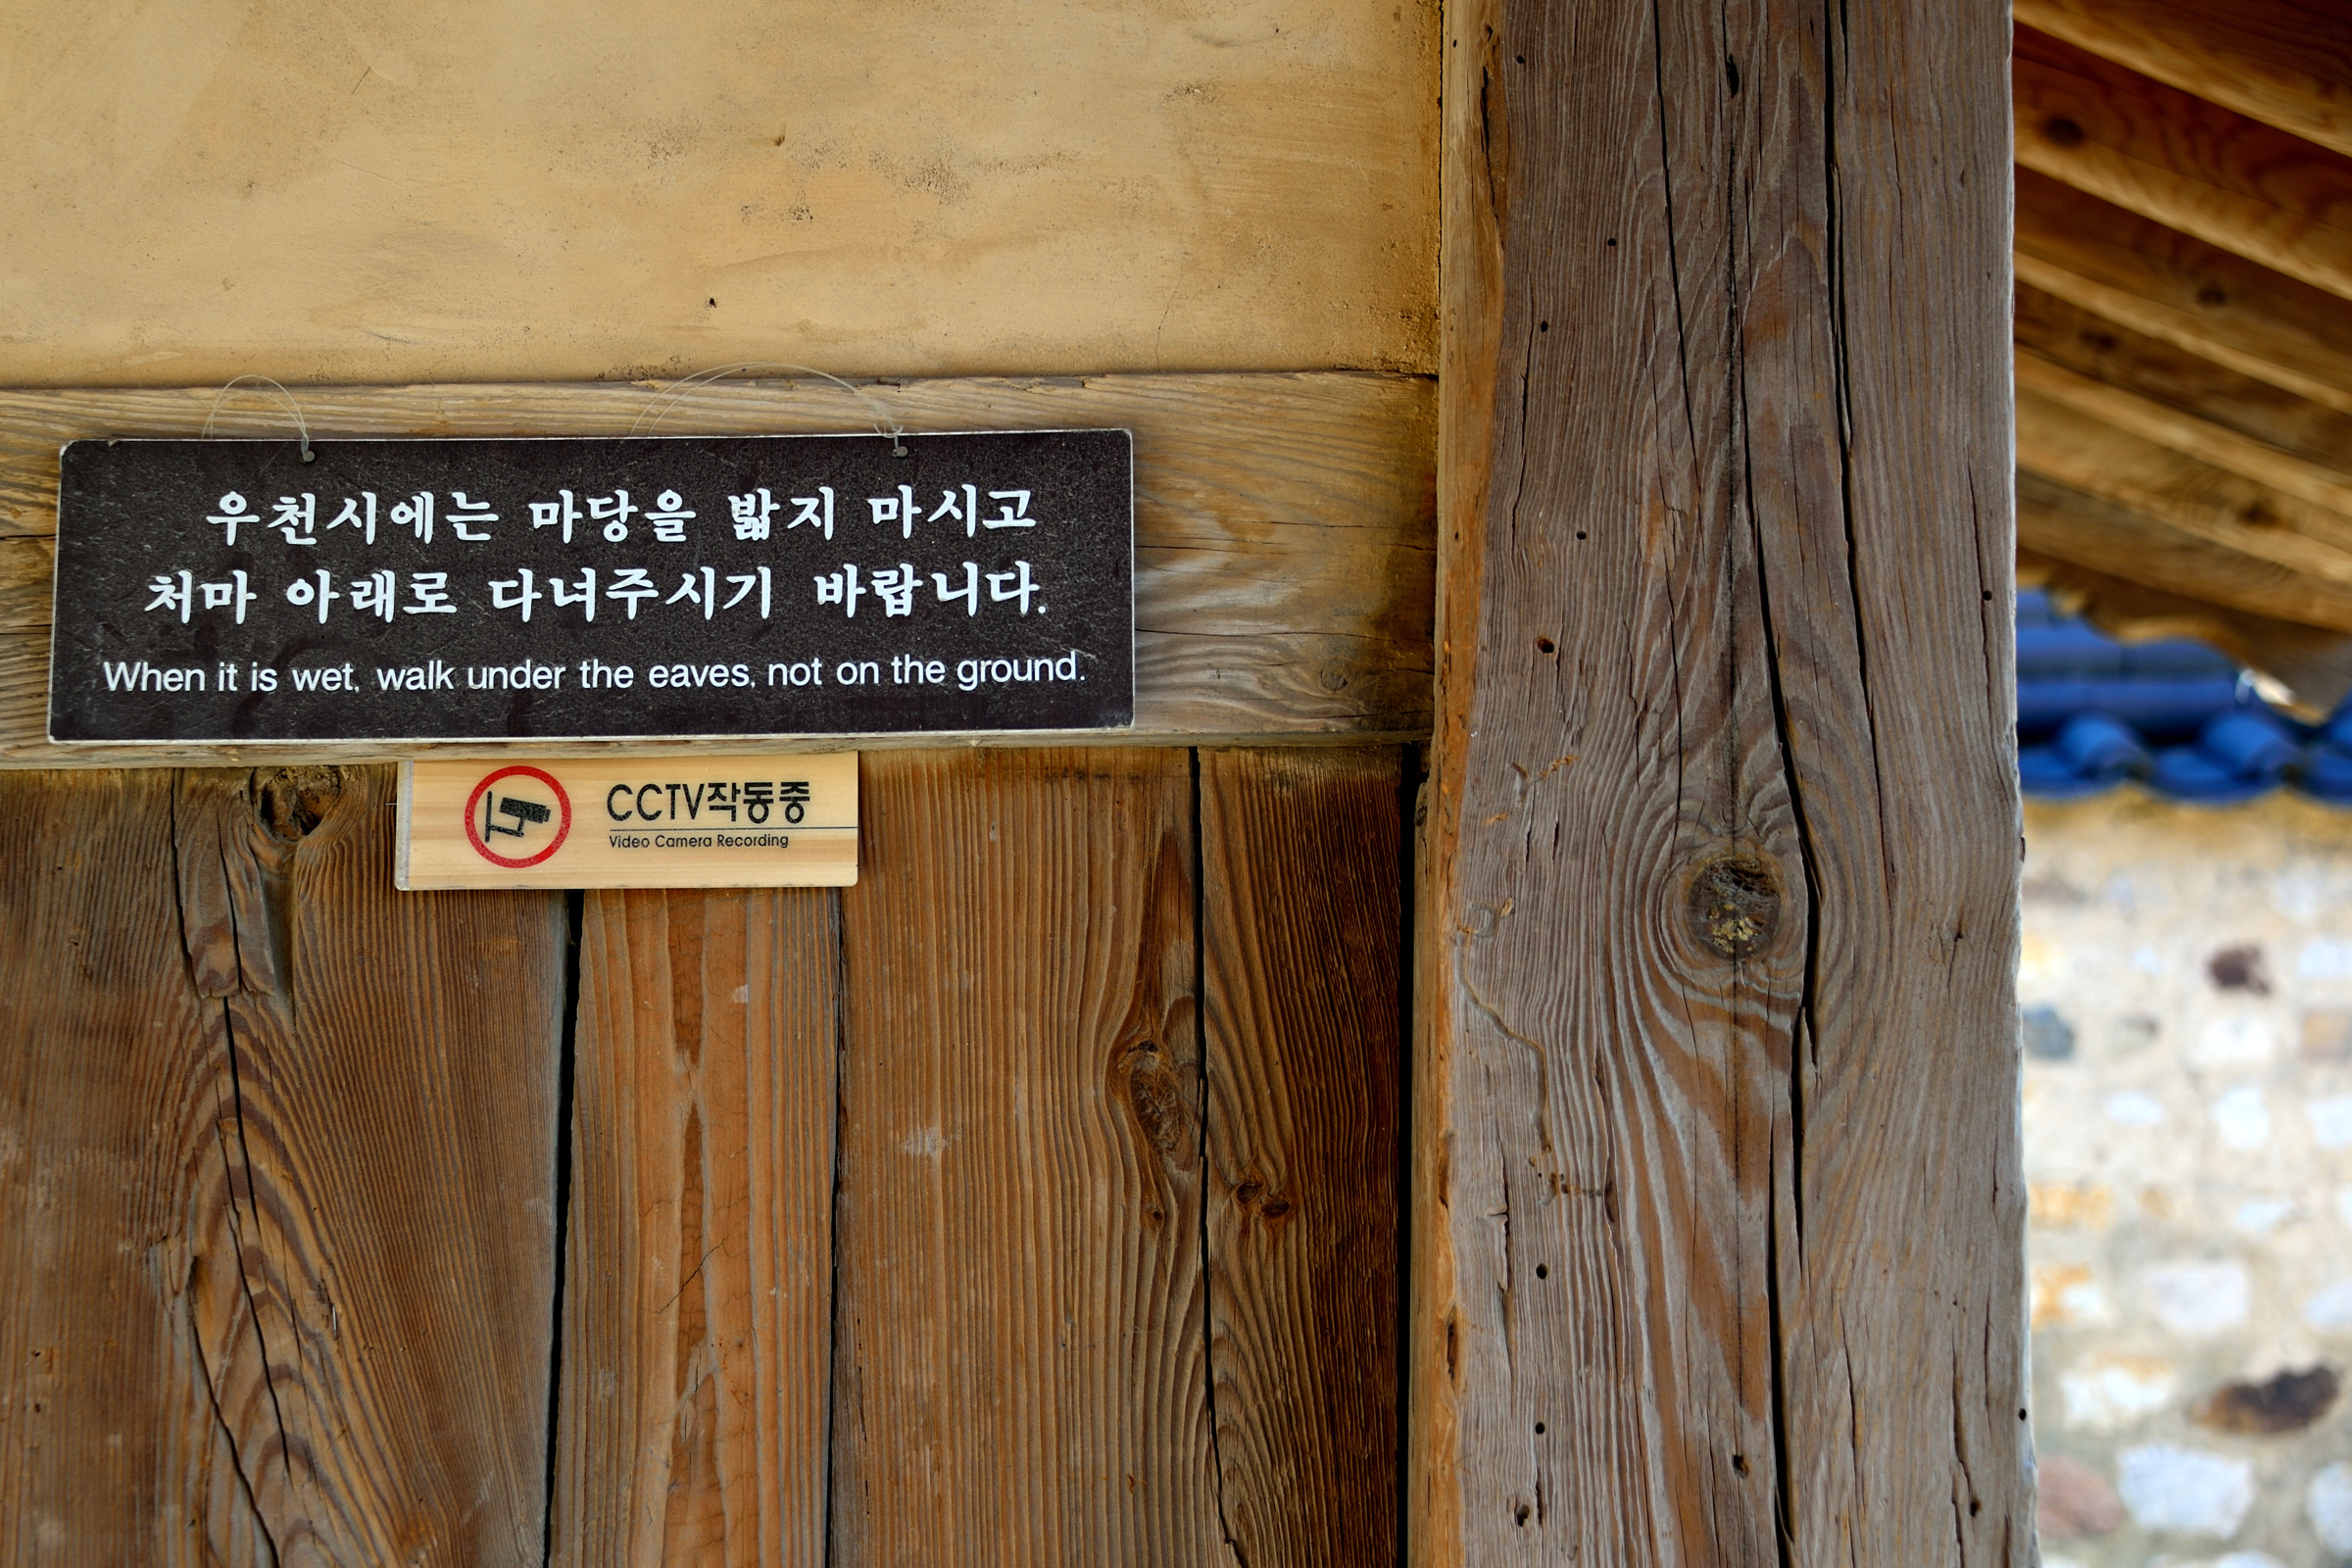 우천시에는 마당을 밟지 마시고
처마 아래로 다녀주시기 바랍니다.
When it is wet, walk under the eaves, not on the ground.
CCTV작동중
Video Camera Recording